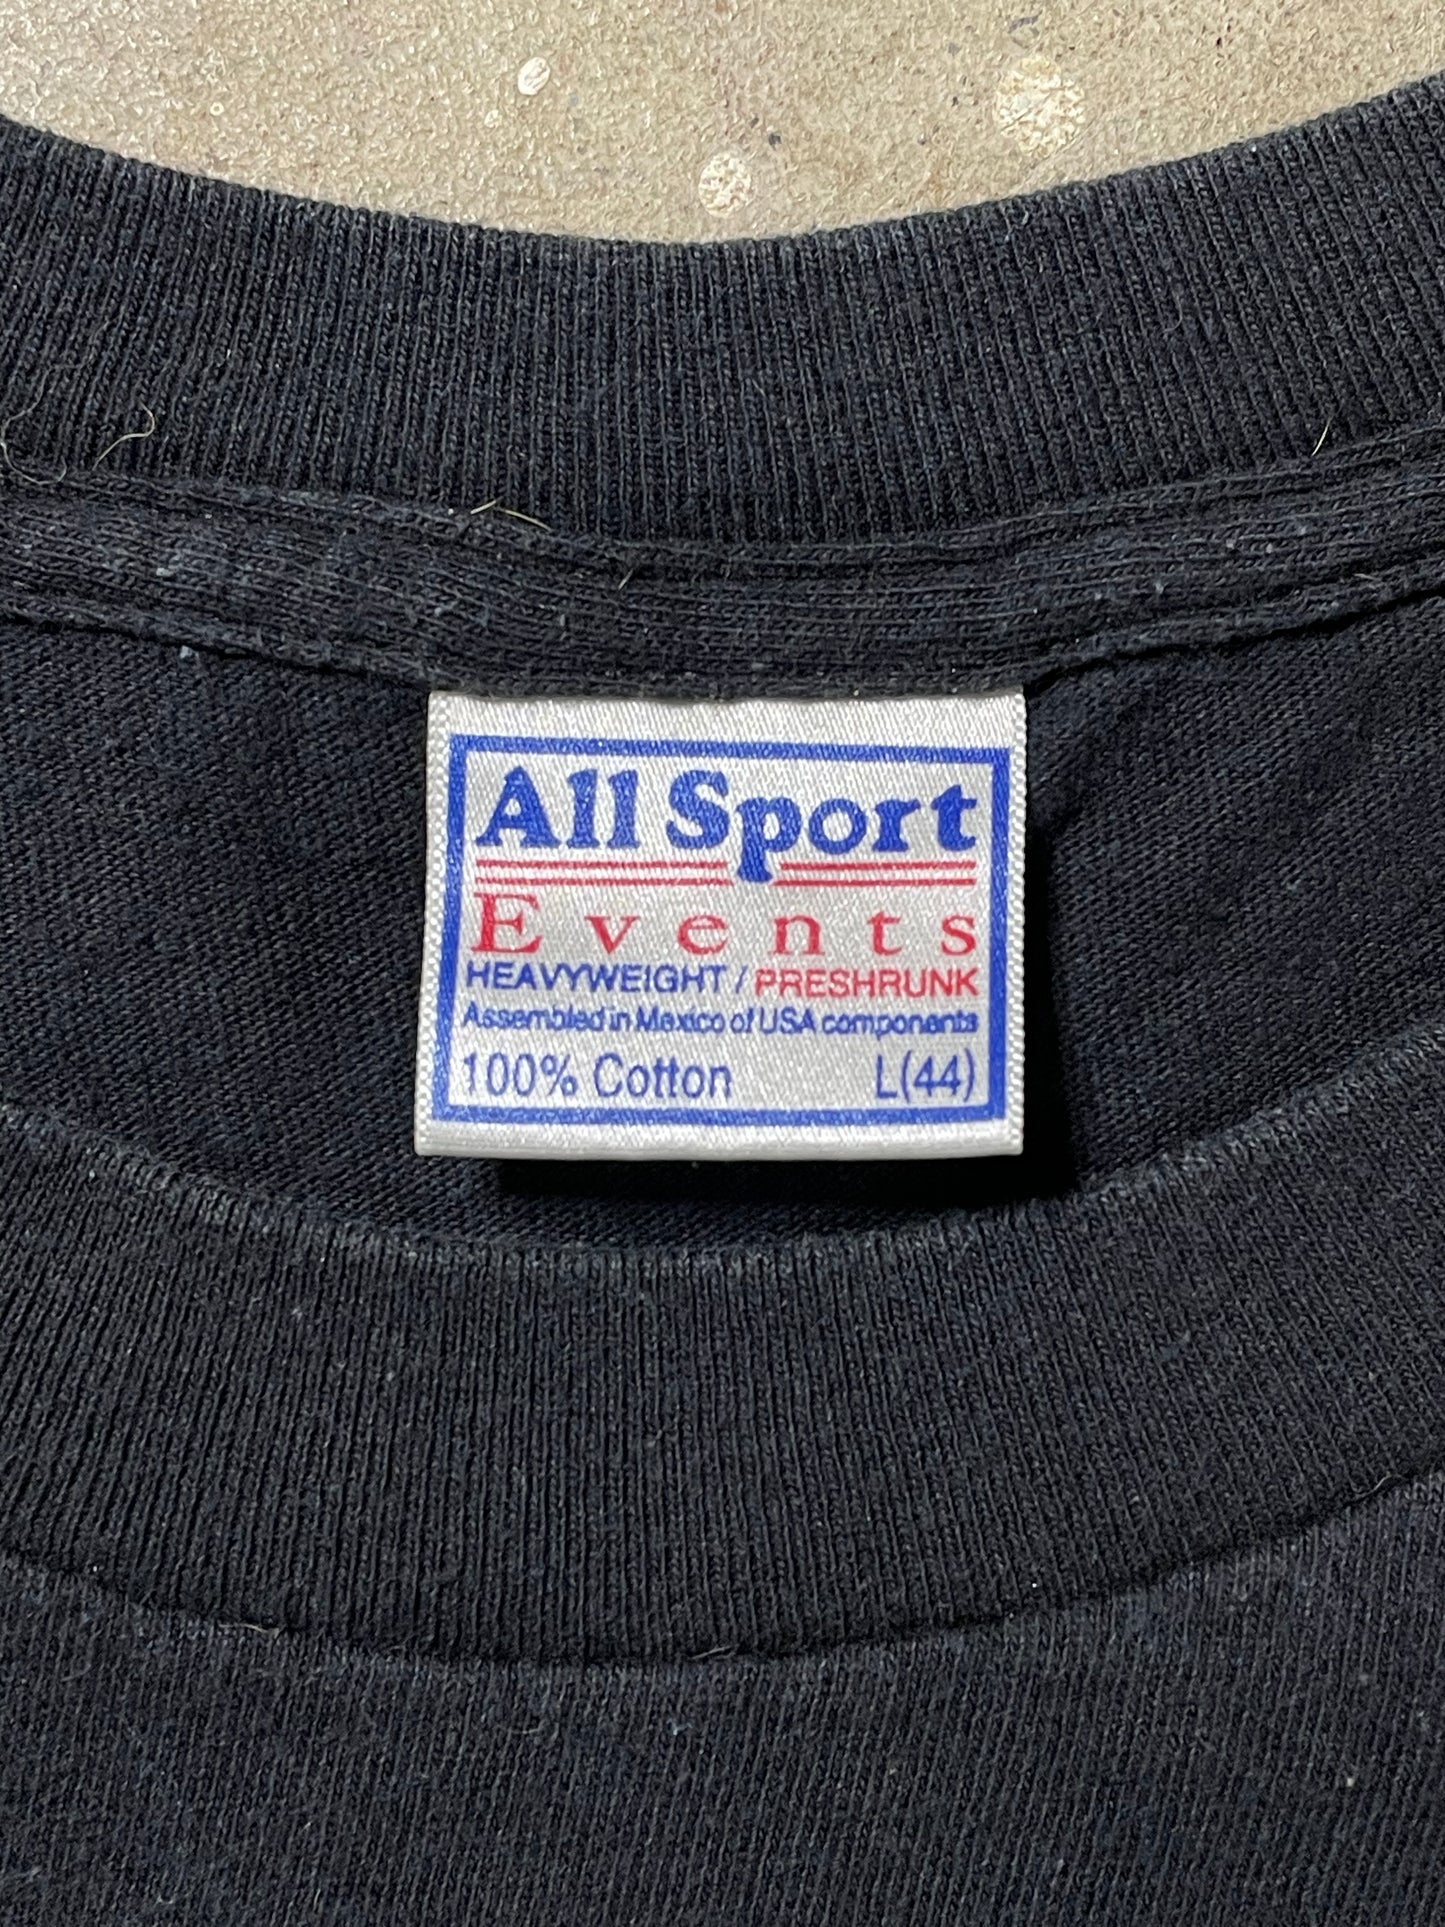 All Sport
Events
HEAVYWEIGHT / PRESHRUNK
Assembled in Mexico of USA components
100% Cotton L(44)